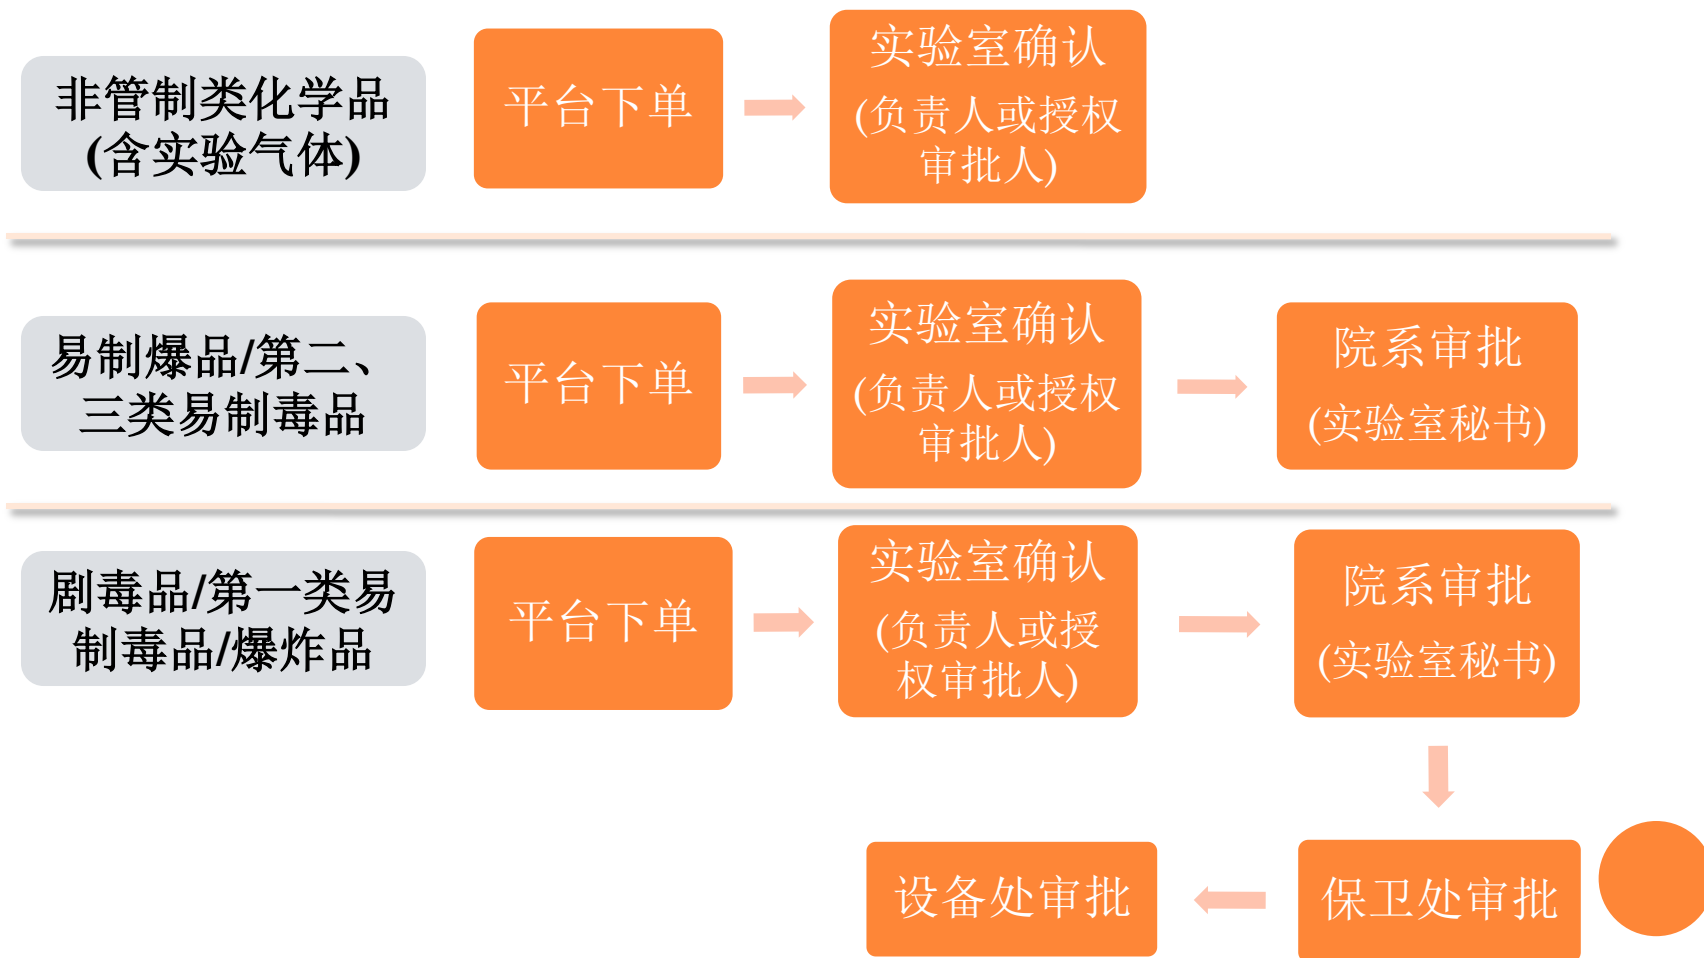 非管制类化学品
(含实验气体)
平台下单
实验室确认
(负责人或授权
审批人)
易制爆品/第二、
三类易制毒品
平台下单
实验室确认
(负责人或授权
审批人)
院系审批
(实验室秘书)
剧毒品/第一类易
制毒品/爆炸品
平台下单
实验室确认
(负责人或授
权审批人)
院系审批
(实验室秘书)
保卫处审批
设备处审批